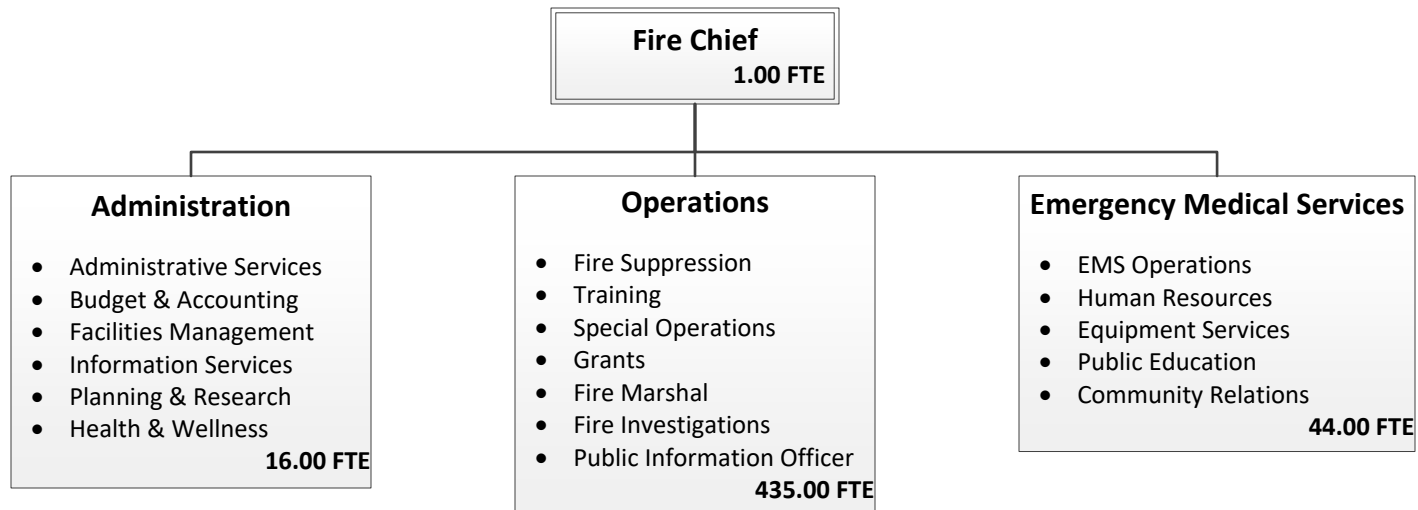 Fire Chief
1.00 FTE
Administration
• Administrative Services
• Budget & Accounting
• Facilities Management
• Information Services
• Planning & Research
• Health & Wellness
16.00 FTE
Operations
• Fire Suppression
• Training
• Special Operations
• Grants
• Fire Marshal
• Fire Investigations
• Public Information Officer
435.00 FTE
Emergency Medical Services
• EMS Operations
• Human Resources
• Equipment Services
• Public Education
• Community Relations
44.00 FTE